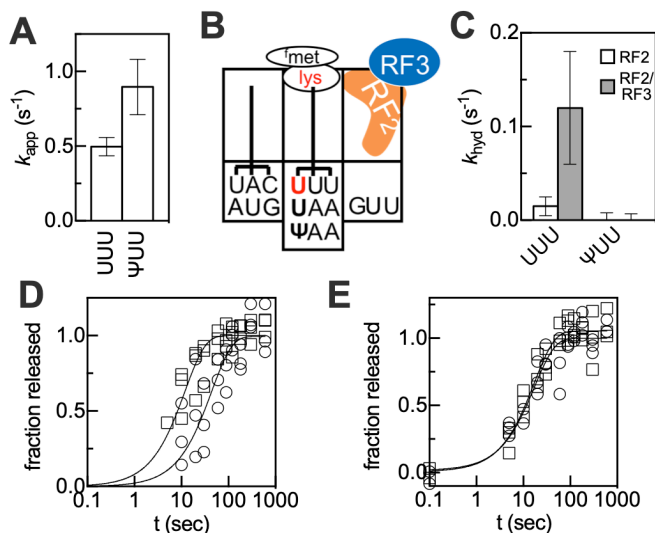 A
k_app (s⁻¹)
1.0
0.5
0.0
UUU
ΨUU
B
fmet
lys
RF3
RF2
UAC
UUU
AUG
UAA
GUU
ΨAA
C
k_hyd (s⁻¹)
0.2
0.1
0.0
RF2
RF2/
RF3
UUU
ΨUU
D
fraction released
1.0
0.5
0.0
0.1 1 10 100 1000
t (sec)
E
fraction released
1.0
0.5
0.0
0.1 1 10 100 1000
t (sec)